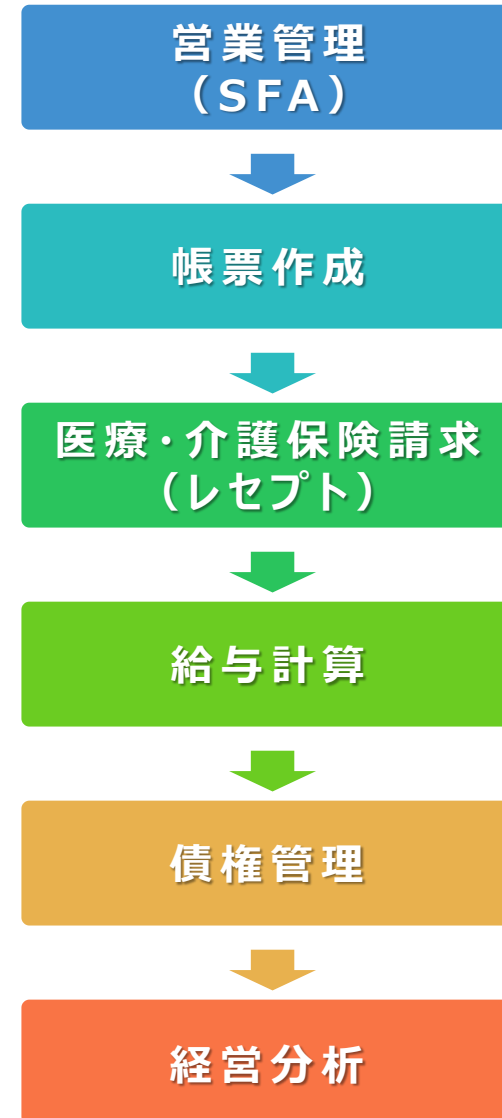 営業管理
（SFA）
帳票作成
医療・介護保険請求
（レセプト）
給与計算
債権管理
経営分析